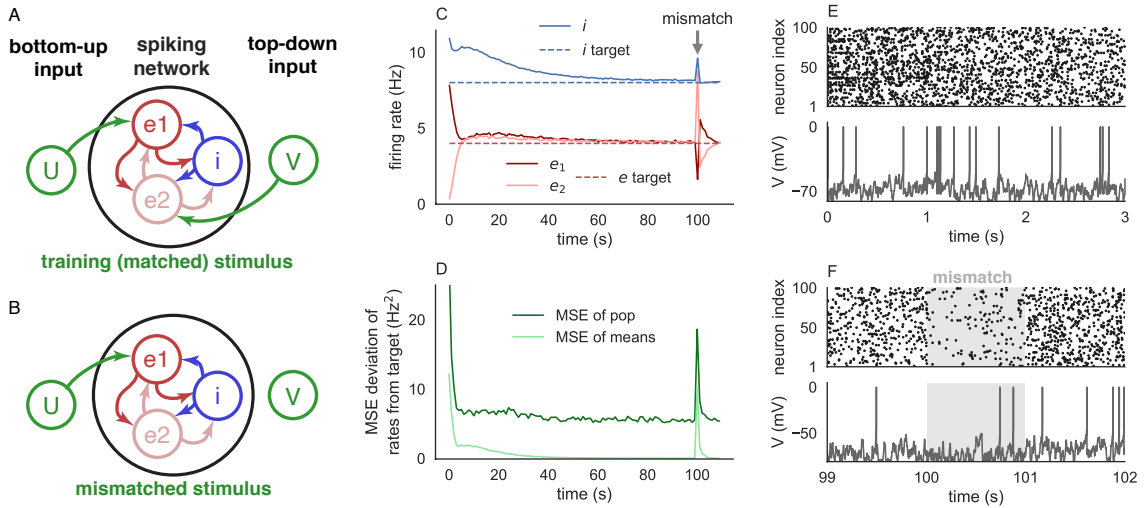 A
bottom-up
input
spiking
network
top-down
input
e1
U
i
V
e2
training (matched) stimulus
B
e1
U
i
V
e2
mismatched stimulus
C
mismatch
i
i target
10
5
0
firing rate (Hz)
e1
e2
e target
0 20 40 60 80 100
time (s)
D
MSE of pop
MSE of means
20
10
0
MSE deviation of
rates from target (Hz²)
0 20 40 60 80 100
time (s)
E
100
50
1
neuron index
0
−70
V (mV)
0 1 2 3
time (s)
F
mismatch
100
50
1
neuron index
0
−50
V (mV)
99 100 101 102
time (s)